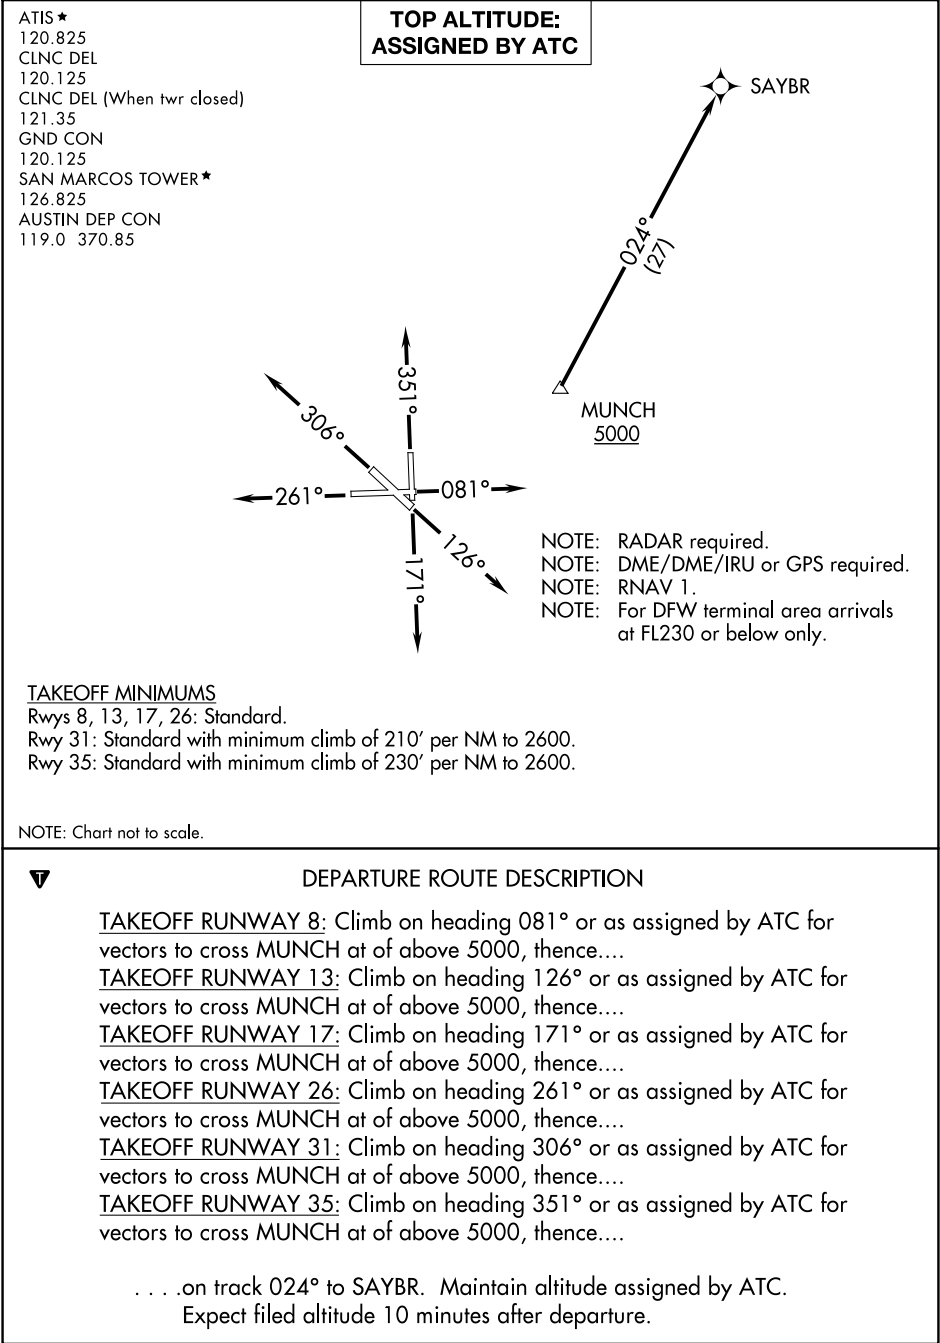 ATIS ★
120.825
CLNC DEL
120.125
CLNC DEL (When twr closed)
121.35
GND CON
120.125
SAN MARCOS TOWER ★
126.825
AUSTIN DEP CON
119.0 370.85
TOP ALTITUDE:
ASSIGNED BY ATC
SAYBR
024°
(27)
MUNCH
5000
351°
306°
261°
081°
126°
171°
NOTE: RADAR required.
NOTE: DME/DME/IRU or GPS required.
NOTE: RNAV 1.
NOTE: For DFW terminal area arrivals
at FL230 or below only.
TAKEOFF MINIMUMS
Rwys 8, 13, 17, 26: Standard.
Rwy 31: Standard with minimum climb of 210' per NM to 2600.
Rwy 35: Standard with minimum climb of 230' per NM to 2600.
NOTE: Chart not to scale.
T
DEPARTURE ROUTE DESCRIPTION
TAKEOFF RUNWAY 8: Climb on heading 081° or as assigned by ATC for
vectors to cross MUNCH at of above 5000, thence....
TAKEOFF RUNWAY 13: Climb on heading 126° or as assigned by ATC for
vectors to cross MUNCH at of above 5000, thence....
TAKEOFF RUNWAY 17: Climb on heading 171° or as assigned by ATC for
vectors to cross MUNCH at of above 5000, thence....
TAKEOFF RUNWAY 26: Climb on heading 261° or as assigned by ATC for
vectors to cross MUNCH at of above 5000, thence....
TAKEOFF RUNWAY 31: Climb on heading 306° or as assigned by ATC for
vectors to cross MUNCH at of above 5000, thence....
TAKEOFF RUNWAY 35: Climb on heading 351° or as assigned by ATC for
vectors to cross MUNCH at of above 5000, thence....
. . . .on track 024° to SAYBR. Maintain altitude assigned by ATC.
Expect filed altitude 10 minutes after departure.